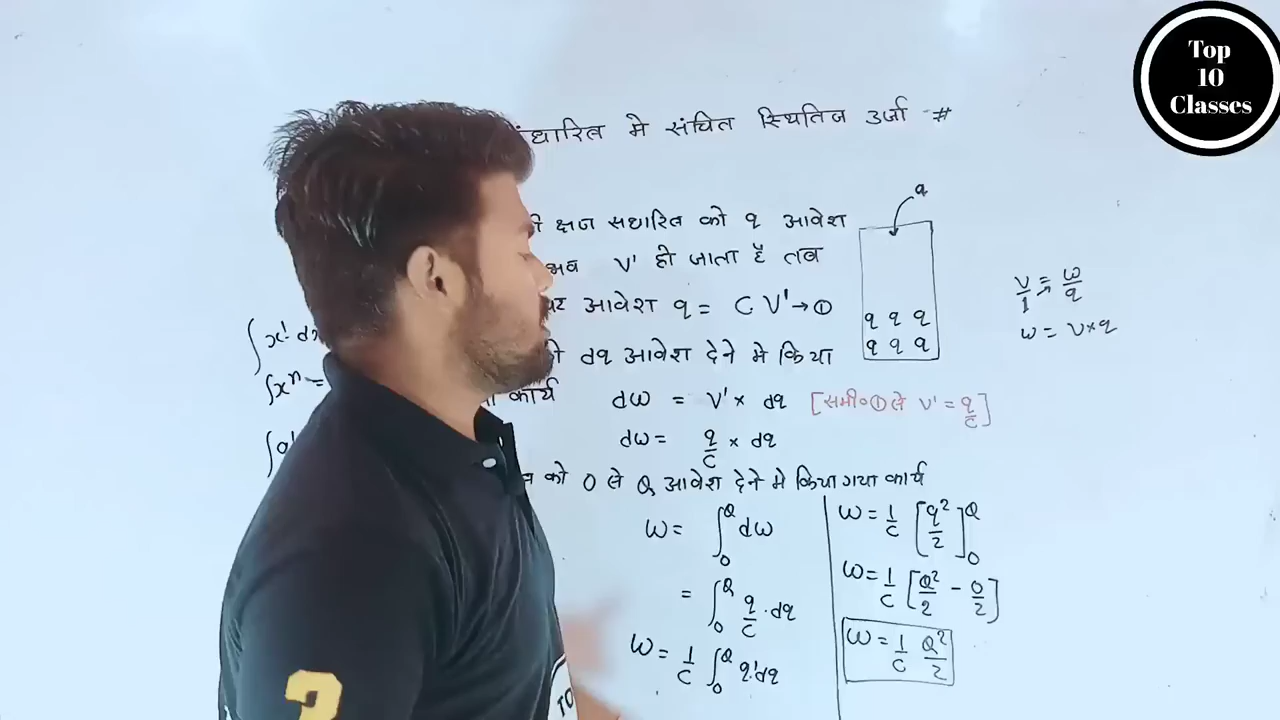 Top
10
Classes
संधारित मे संचित स्थितिज उर्जा #
q
क्षण संधारित को q आवेश
V' हो जाता है तब
आवेश q = CV' → ①
q q q
q q q
V/1 = W/q
W = V×q
∫x' dx
∫xⁿ =
dq आवेश देने मे किया
कार्य dw = V' × dq [समी० ① से V' = q/C]
dw = q/C × dq
को 0 से Q आवेश देने मे किया गया कार्य
W = ∫₀^Q dw
= ∫₀^Q q/C · dq
W = 1/C ∫₀^Q q' dq
W = 1/C [q²/2]₀^Q
W = 1/C [Q²/2 - 0/2]
W = 1/C Q²/2
TO